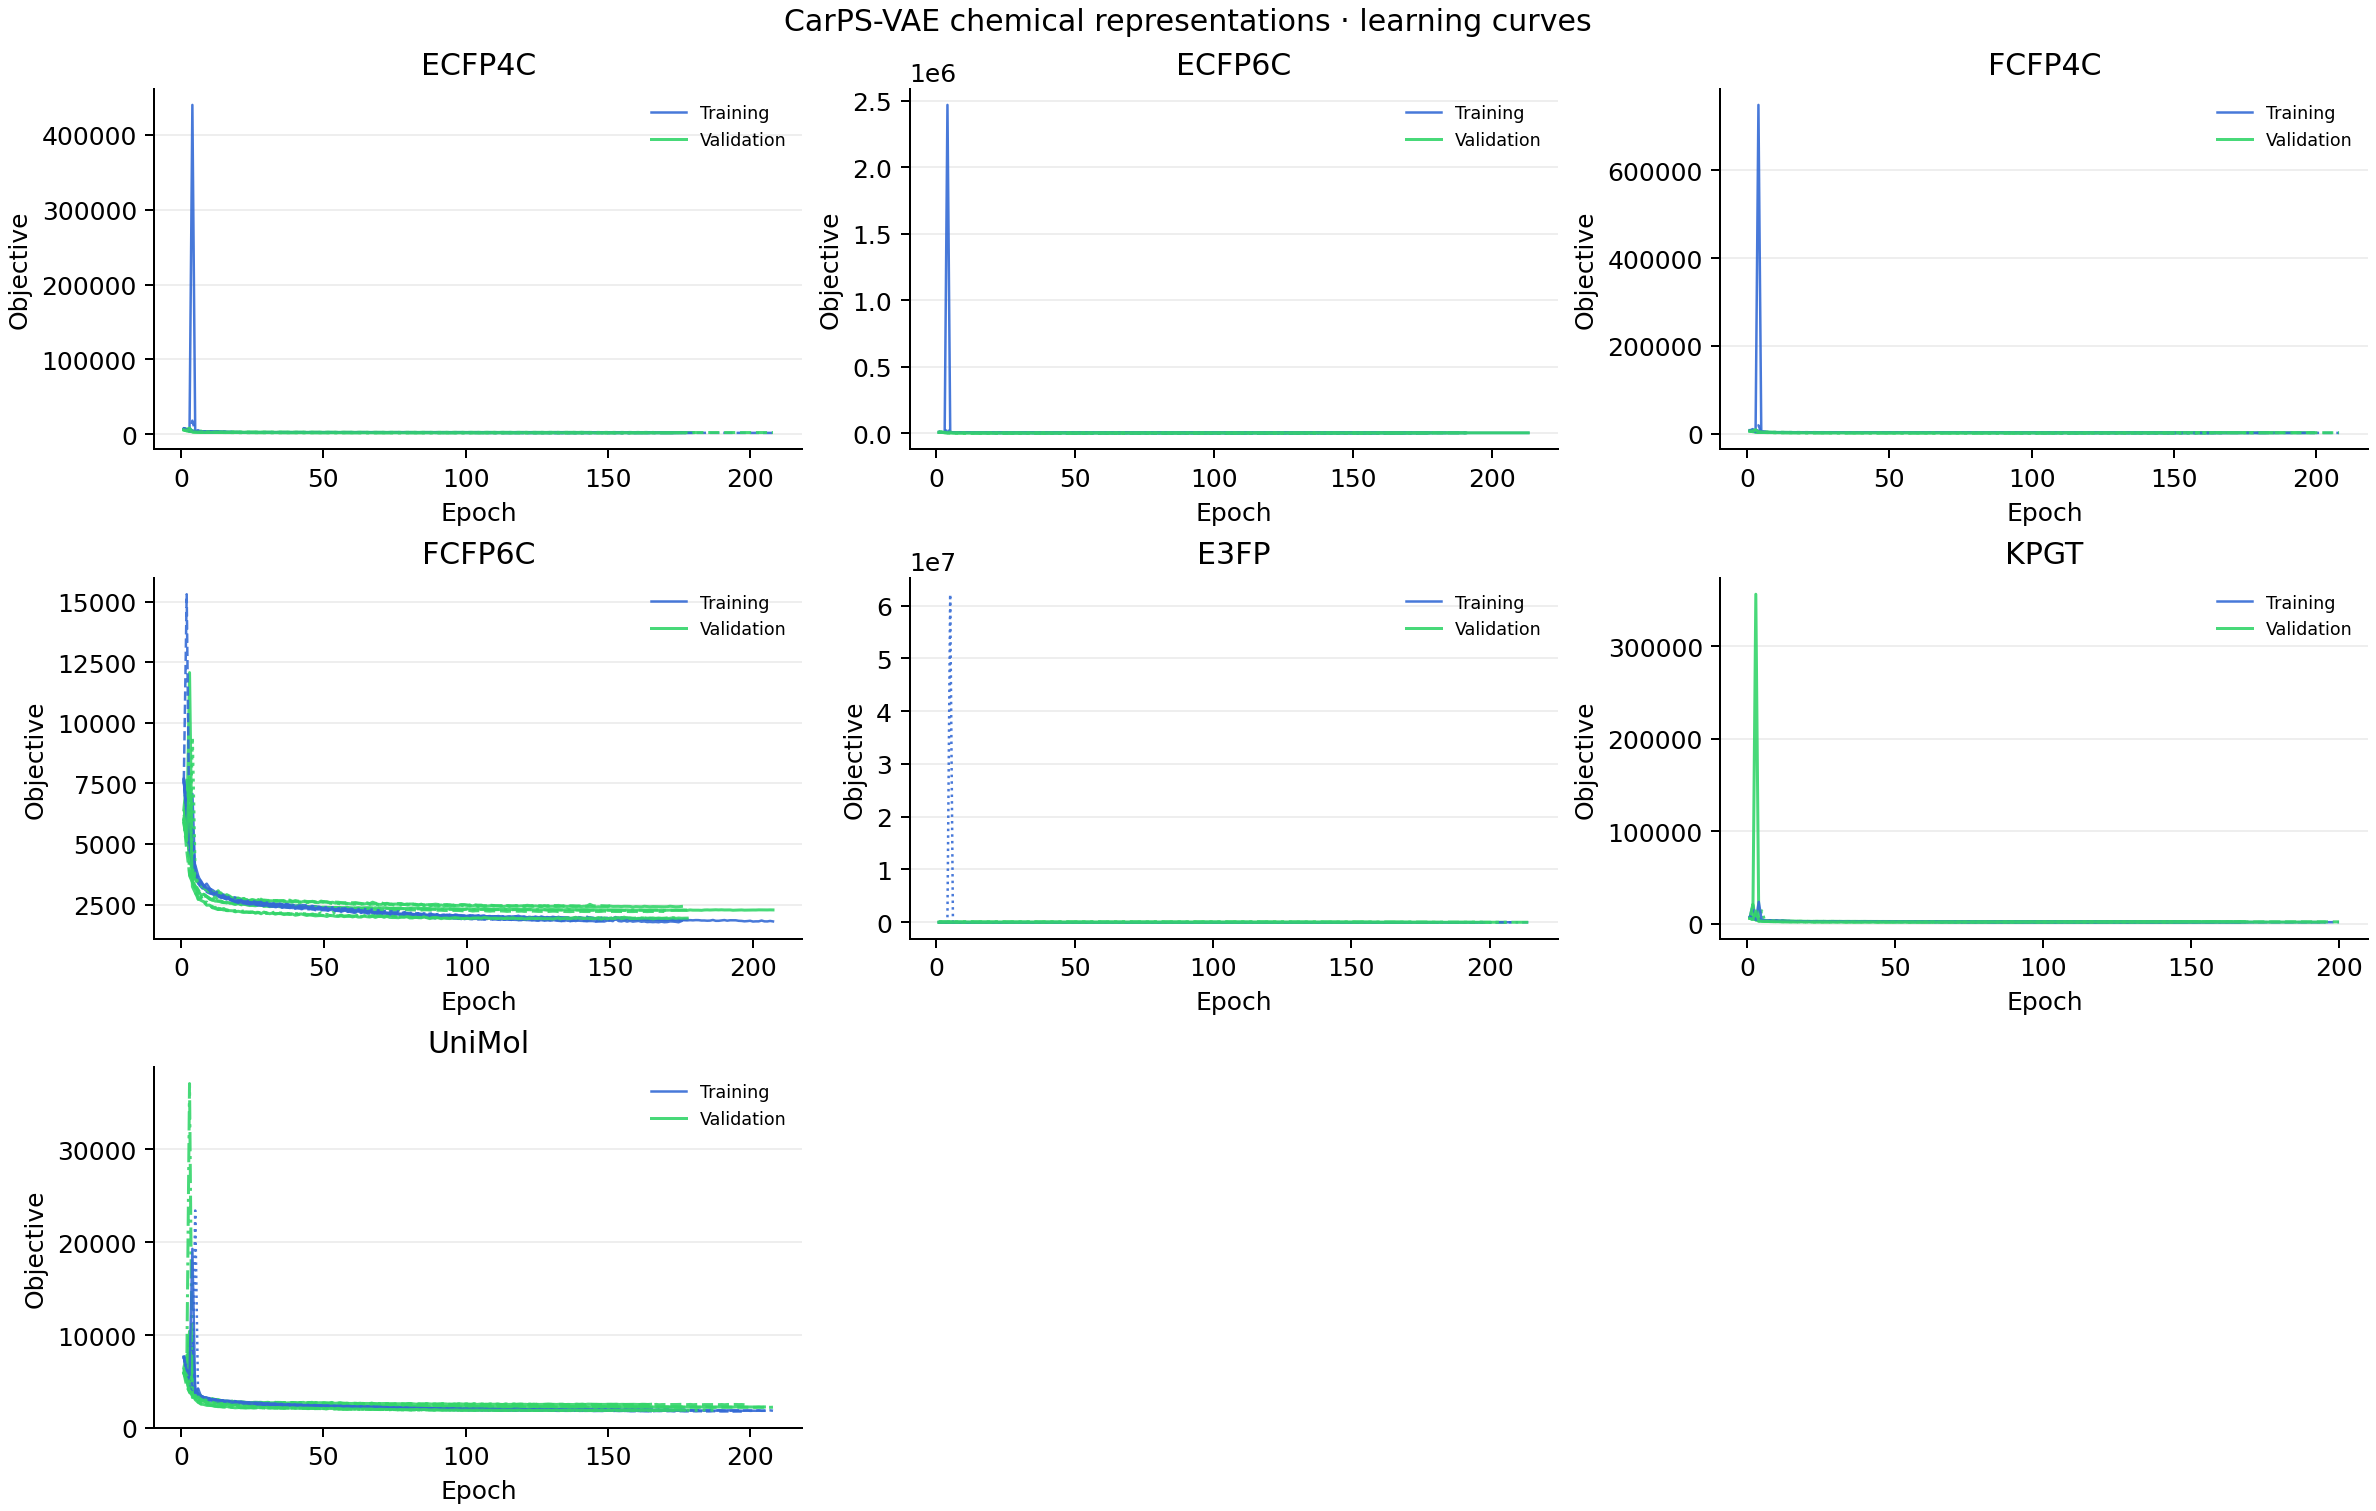 CarPS-VAE chemical representations · learning curves
ECFP4C
Training
Validation
400000
300000
200000
100000
0
Objective
0 50 100 150 200
Epoch
ECFP6C
1e6
Training
Validation
2.5
2.0
1.5
1.0
0.5
0.0
Objective
0 50 100 150 200
Epoch
FCFP4C
Training
Validation
600000
400000
200000
0
Objective
0 50 100 150 200
Epoch
FCFP6C
Training
Validation
15000
12500
10000
7500
5000
2500
Objective
0 50 100 150 200
Epoch
E3FP
1e7
Training
Validation
6
5
4
3
2
1
0
Objective
0 50 100 150 200
Epoch
KPGT
Training
Validation
300000
200000
100000
0
Objective
0 50 100 150 200
Epoch
UniMol
Training
Validation
30000
20000
10000
0
Objective
0 50 100 150 200
Epoch